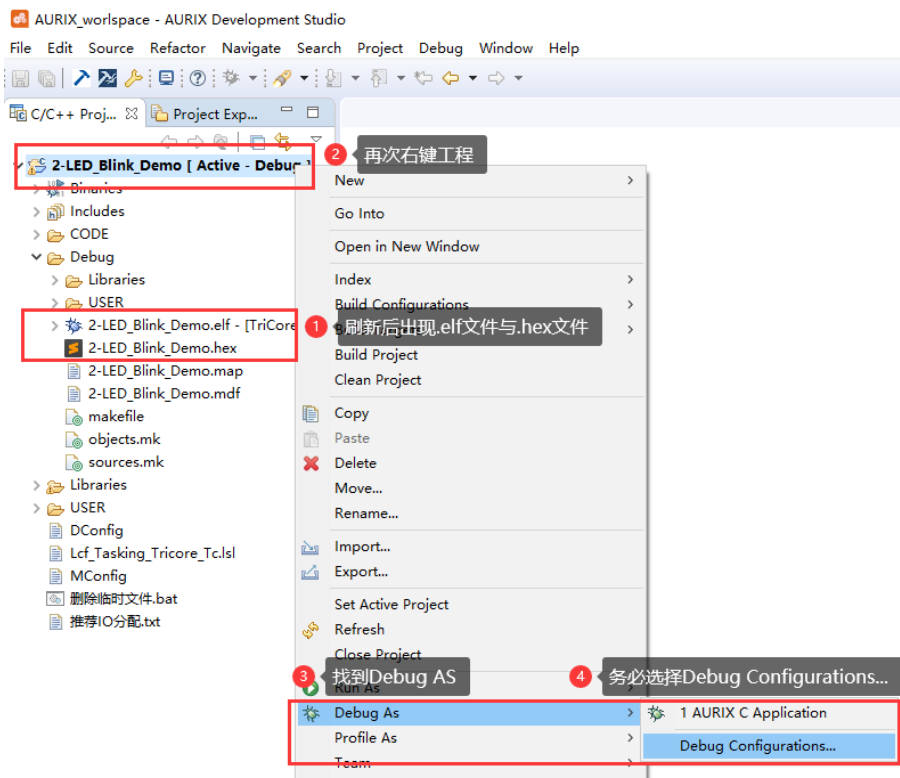 AURIX_worlspace - AURIX Development Studio
File Edit Source Refactor Navigate Search Project Debug Window Help
C/C++ Proj... Project Exp...
2-LED_Blink_Demo [ Active - Debug ]
2 再次右键工程
Binaries
Includes
CODE
Debug
Libraries
USER
2-LED_Blink_Demo.elf - [TriCore
2-LED_Blink_Demo.hex
2-LED_Blink_Demo.map
2-LED_Blink_Demo.mdf
makefile
objects.mk
sources.mk
Libraries
USER
DConfig
Lcf_Tasking_Tricore_Tc.lsl
MConfig
删除临时文件.bat
推荐IO分配.txt
New
Go Into
Open in New Window
Index
Build Configurations
1 刷新后出现.elf文件与.hex文件
Build Project
Clean Project
Copy
Paste
Delete
Move...
Rename...
Import...
Export...
Set Active Project
Refresh
Close Project
3 找到Debug AS
4 务必选择Debug Configurations...
Run As
Debug As
1 AURIX C Application
Profile As
Debug Configurations...
Team